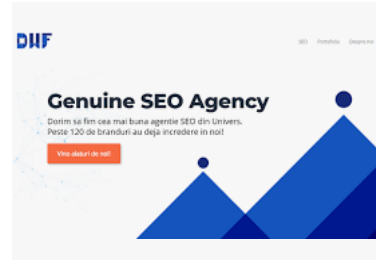 DWF
SEO Portofoliu Despre noi
Genuine SEO Agency
Dorim sa fim cea mai buna agentie SEO din Univers.
Peste 120 de branduri au deja incredere in noi!
Vino alaturi de noi!